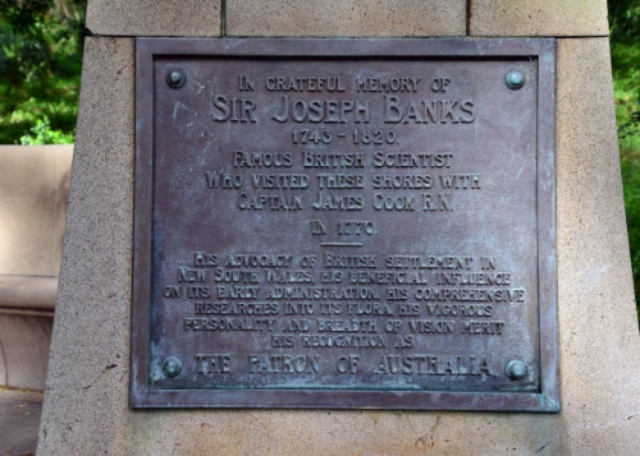 IN GRATEFUL MEMORY OF
SIR JOSEPH BANKS
1743 - 1820.
FAMOUS BRITISH SCIENTIST
WHO VISITED THESE SHORES WITH
CAPTAIN JAMES COOK R.N.
IN 1770.
HIS ADVOCACY OF BRITISH SETTLEMENT IN
NEW SOUTH WALES, HIS BENEFICIAL INFLUENCE
ON ITS EARLY ADMINISTRATION, HIS COMPREHENSIVE
RESEARCHES INTO ITS FLORA, HIS VIGOROUS
PERSONALITY AND BREADTH OF VISION MERIT
HIS RECOGNITION AS
THE PATRON OF AUSTRALIA.